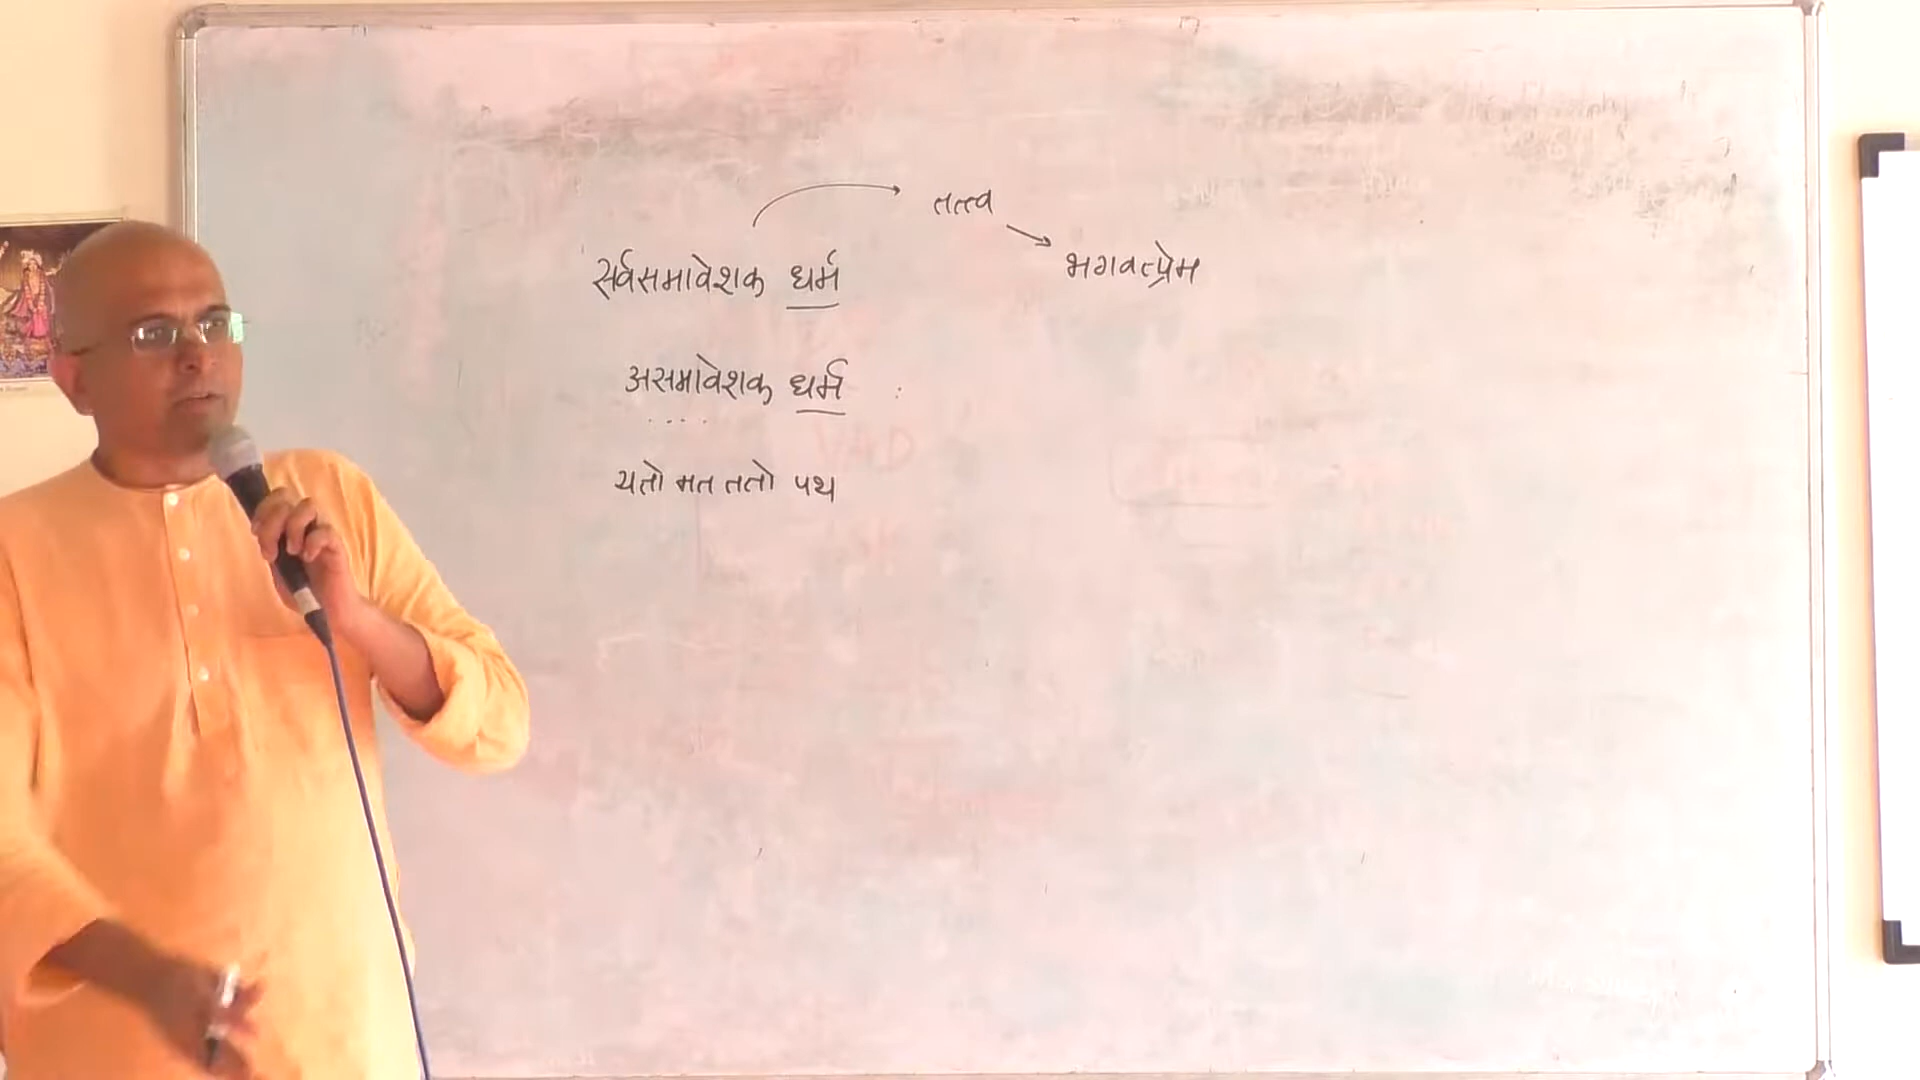 तत्त्व
सर्वसमावेशक धर्म
भगवत्प्रेम
असमावेशक धर्म
यतो मत ततो पथ